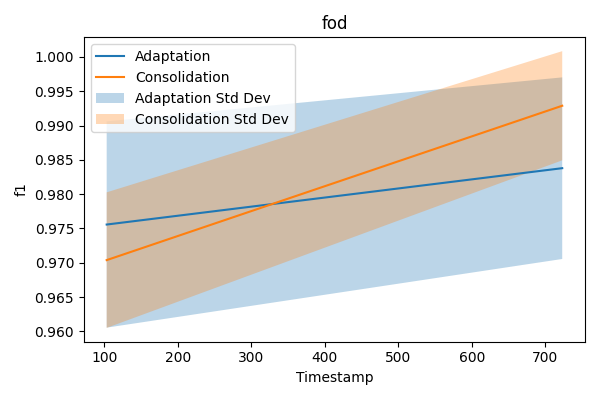 fod
Adaptation
Consolidation
Adaptation Std Dev
Consolidation Std Dev
f1
1.000
0.995
0.990
0.985
0.980
0.975
0.970
0.965
0.960
100 200 300 400 500 600 700
Timestamp